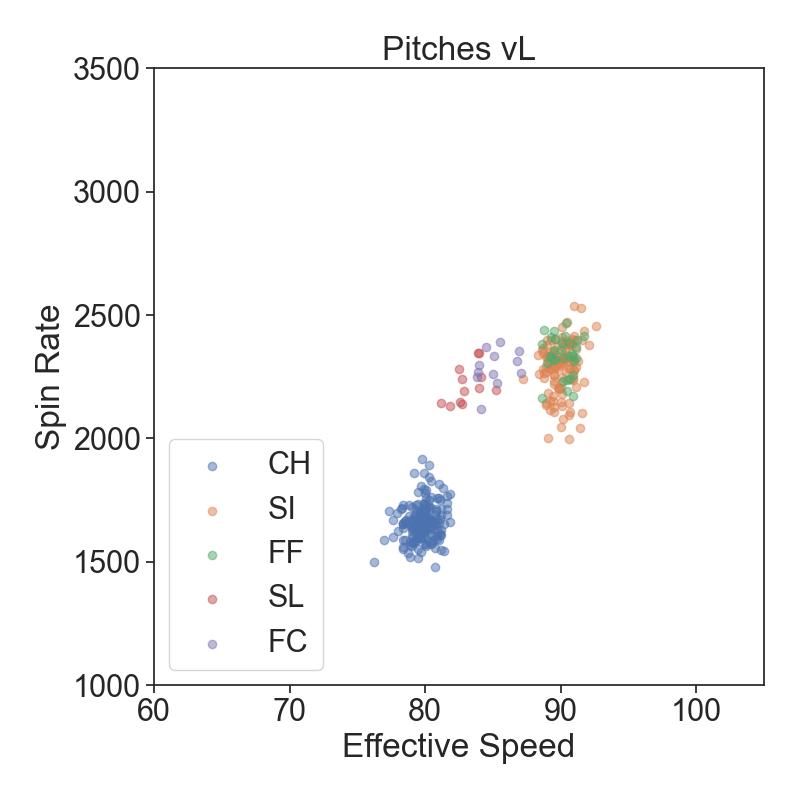 Pitches vL
3500
3000
2500
2000
1500
1000
Spin Rate
CH
SI
FF
SL
FC
60 70 80 90 100
Effective Speed